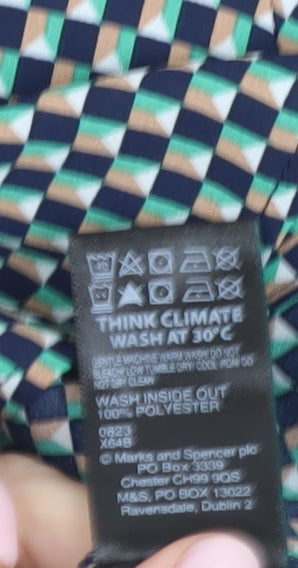 THINK CLIMATE
WASH AT 30°C
GENTLE MACHINE WARM WASH DO NOT
BLEACH LOW TUMBLE DRY COOL IRON DO
NOT DRY CLEAN
WASH INSIDE OUT
100% POLYESTER
0823
X64B
© Marks and Spencer plc
PO Box 3339
Chester CH99 9QS
M&S, PO BOX 13022
Ravensdale, Dublin 2